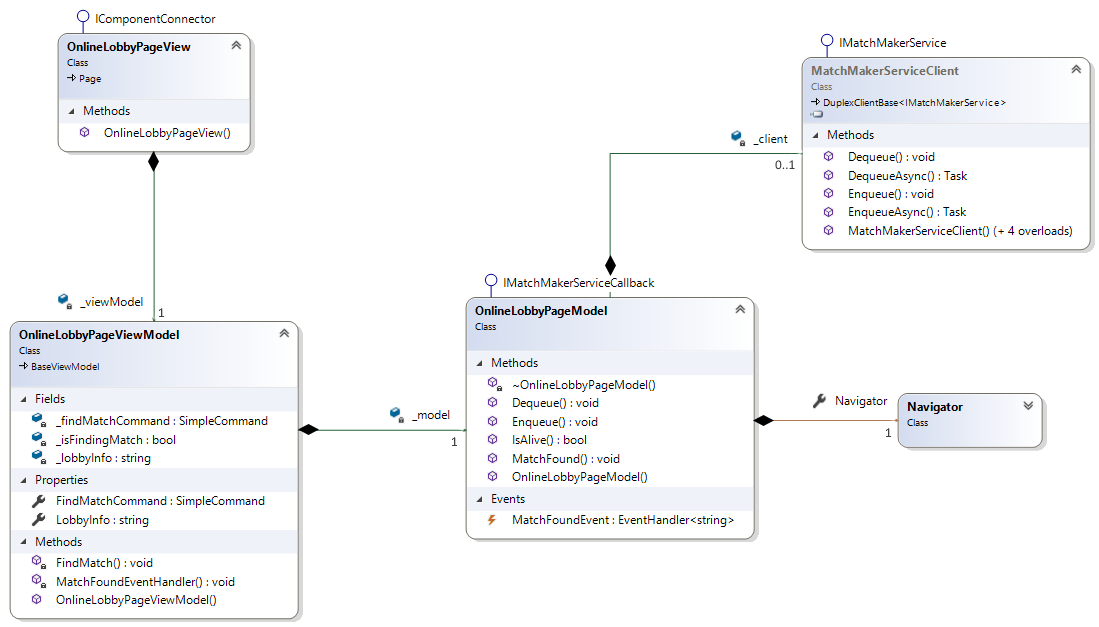 IComponentConnector
OnlineLobbyPageView
Class
Page
Methods
OnlineLobbyPageView()
_viewModel
1
OnlineLobbyPageViewModel
Class
BaseViewModel
Fields
_findMatchCommand : SimpleCommand
_isFindingMatch : bool
_lobbyInfo : string
Properties
FindMatchCommand : SimpleCommand
LobbyInfo : string
Methods
FindMatch() : void
MatchFoundEventHandler() : void
OnlineLobbyPageViewModel()
_model
1
IMatchMakerServiceCallback
OnlineLobbyPageModel
Class
Methods
~OnlineLobbyPageModel()
Dequeue() : void
Enqueue() : void
IsAlive() : bool
MatchFound() : void
OnlineLobbyPageModel()
Events
MatchFoundEvent : EventHandler<string>
_client
0..1
IMatchMakerService
MatchMakerServiceClient
Class
DuplexClientBase<IMatchMakerService>
Methods
Dequeue() : void
DequeueAsync() : Task
Enqueue() : void
EnqueueAsync() : Task
MatchMakerServiceClient() (+ 4 overloads)
Navigator
1
Navigator
Class